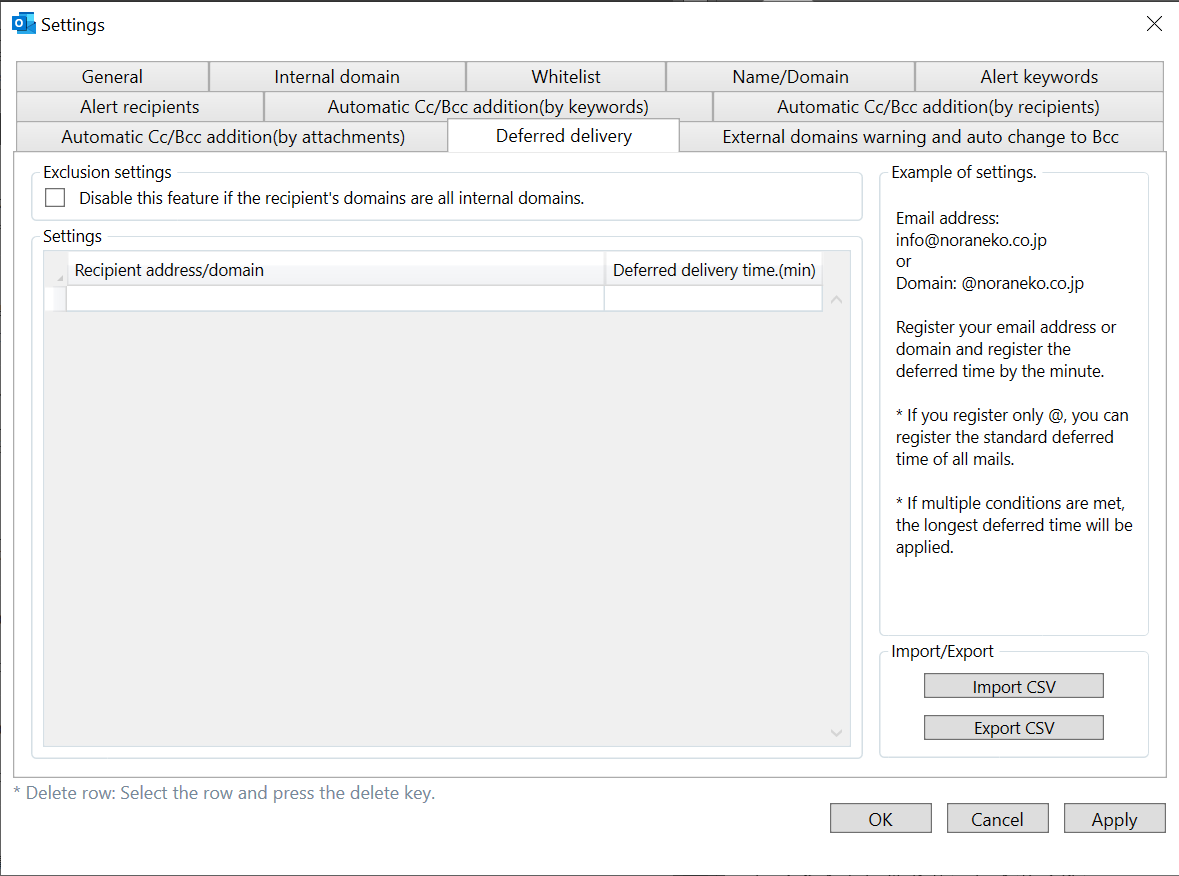 Settings
General
Internal domain
Whitelist
Name/Domain
Alert keywords
Alert recipients
Automatic Cc/Bcc addition(by keywords)
Automatic Cc/Bcc addition(by recipients)
Automatic Cc/Bcc addition(by attachments)
Deferred delivery
External domains warning and auto change to Bcc
Exclusion settings
Disable this feature if the recipient's domains are all internal domains.
Settings
Recipient address/domain
Deferred delivery time.(min)
Example of settings.
Email address:
info@noraneko.co.jp
or
Domain: @noraneko.co.jp
Register your email address or
domain and register the
deferred time by the minute.
* If you register only @, you can
register the standard deferred
time of all mails.
* If multiple conditions are met,
the longest deferred time will be
applied.
Import/Export
Import CSV
Export CSV
* Delete row: Select the row and press the delete key.
OK
Cancel
Apply